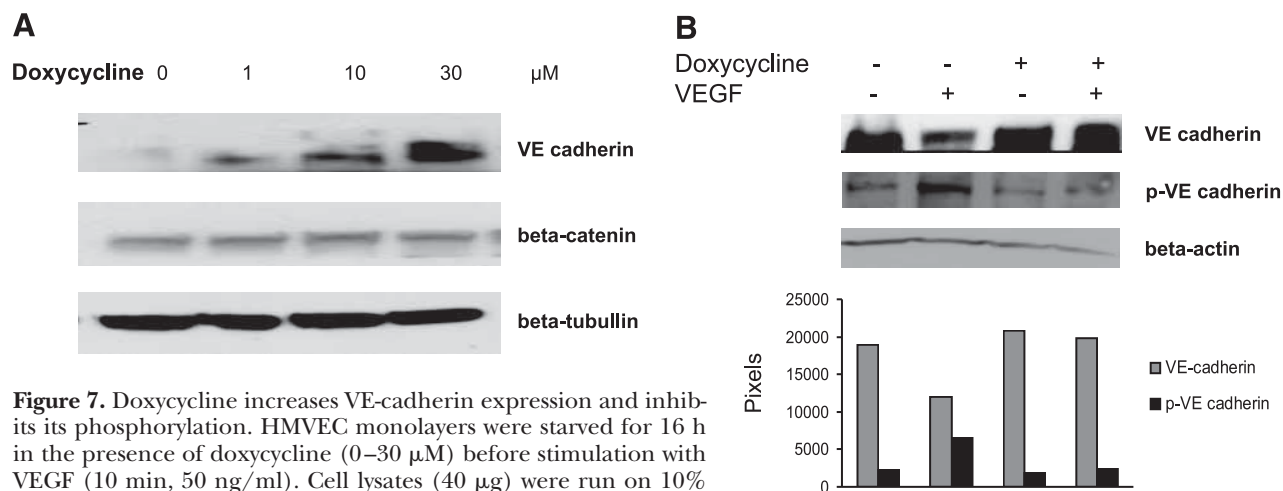 A
Doxycycline 0 1 10 30 µM
VE cadherin
beta-catenin
beta-tubullin
Figure 7. Doxycycline increases VE-cadherin expression and inhib-
its its phosphorylation. HMVEC monolayers were starved for 16 h
in the presence of doxycycline (0–30 µM) before stimulation with
VEGF (10 min, 50 ng/ml). Cell lysates (40 µg) were run on 10%
B
Doxycycline - - + +
VEGF - + - +
VE cadherin
p-VE cadherin
beta-actin
25000
20000
15000
10000
5000
0
Pixels
VE-cadherin
p-VE cadherin